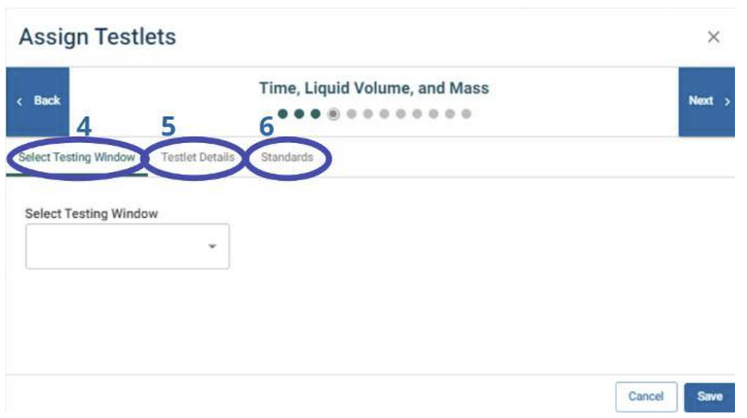 Assign Testlets ×
‹ Back
Time, Liquid Volume, and Mass
Next ›
4 5 6
Select Testing Window Testlet Details Standards
Select Testing Window
Cancel Save